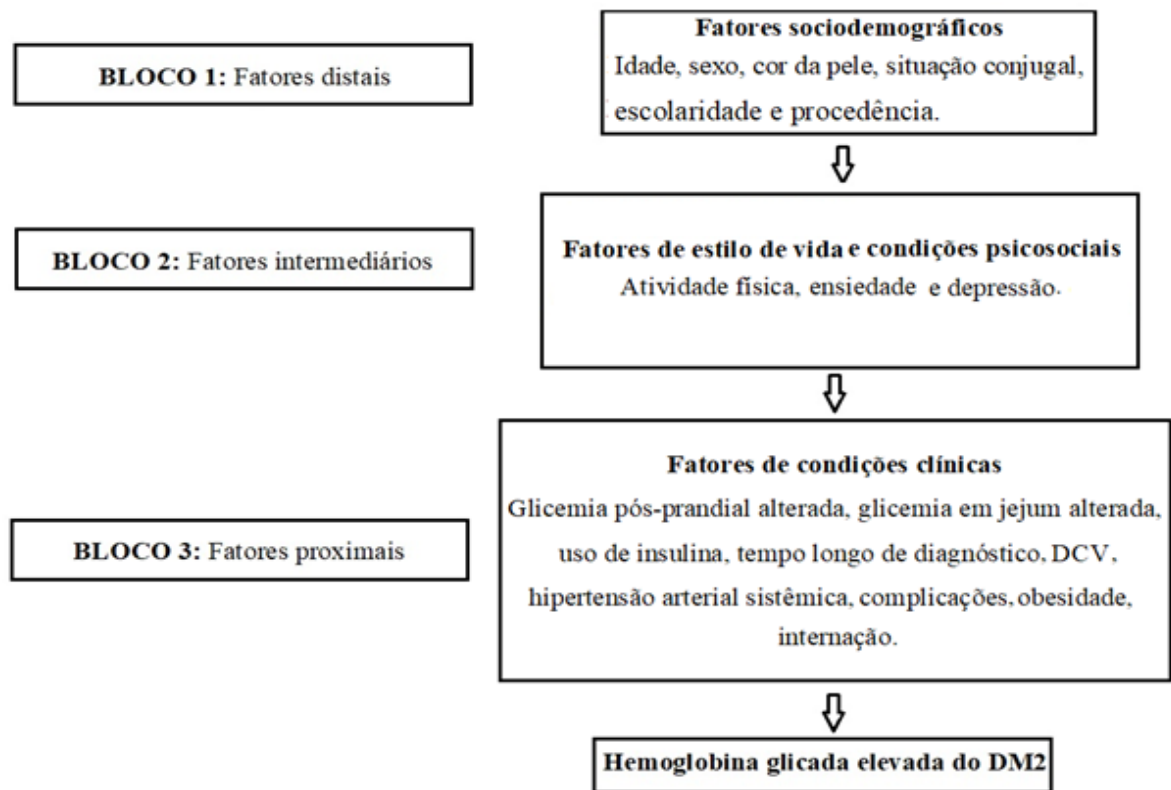 Fatores sociodemográficos
BLOCO 1: Fatores distais
Idade, sexo, cor da pele, situação conjugal,
escolaridade e procedência.
Fatores de estilo de vida e condições psicosociais
BLOCO 2: Fatores intermediários
Atividade física, ensiedade e depressão.
Fatores de condições clínicas
Glicemia pós-prandial alterada, glicemia em jejum alterada,
BLOCO 3: Fatores proximais
uso de insulina, tempo longo de diagnóstico, DCV,
hipertensão arterial sistêmica, complicações, obesidade,
internação.
Hemoglobina glicada elevada do DM2